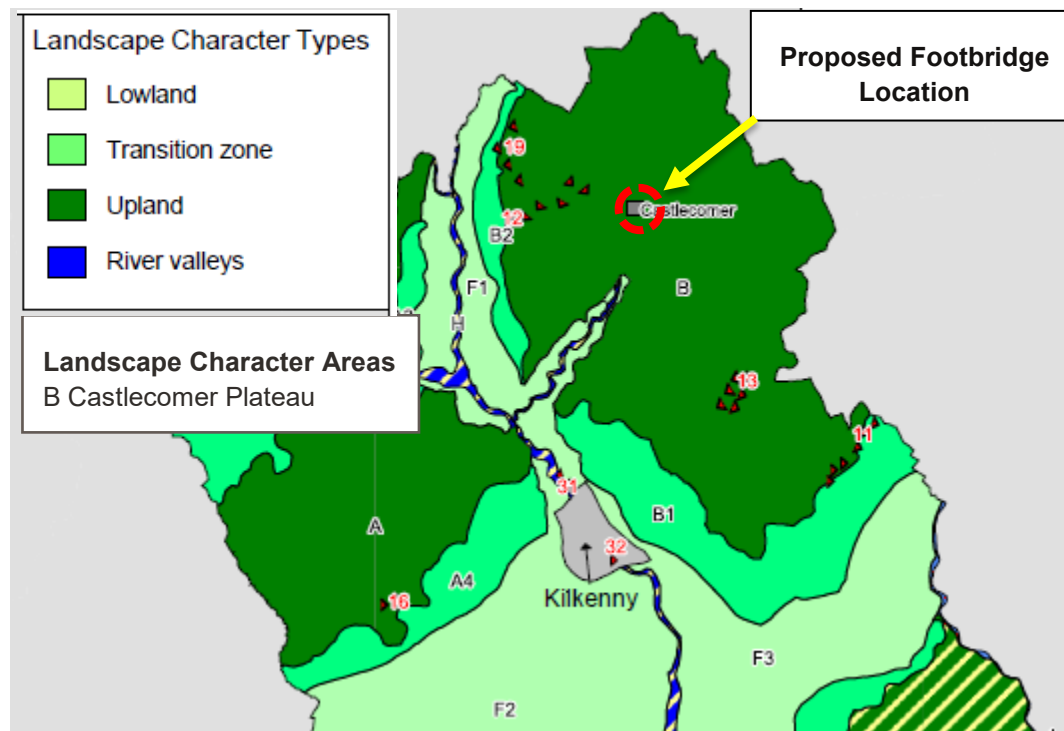 Landscape Character Types
Lowland
Transition zone
Upland
River valleys
Landscape Character Areas
B Castlecomer Plateau
Proposed Footbridge
Location
19
Castlecomer
12
B2
F1
B
H
13
11
31
B1
A
32
A4
Kilkenny
16
F3
F2